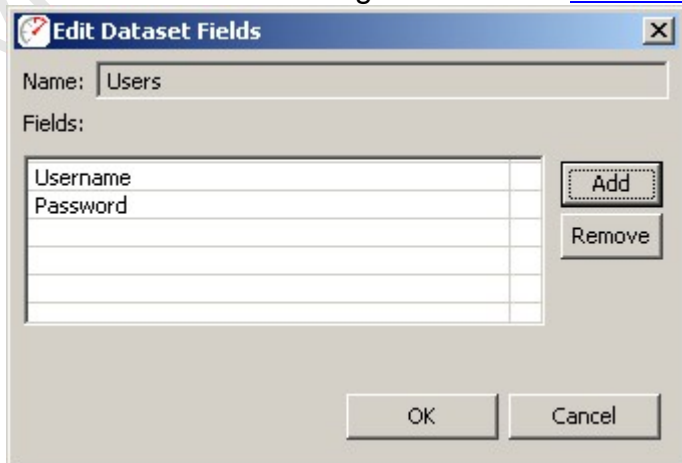 Edit Dataset Fields
Name: Users
Fields:
Username
Password
Add
Remove
OK
Cancel